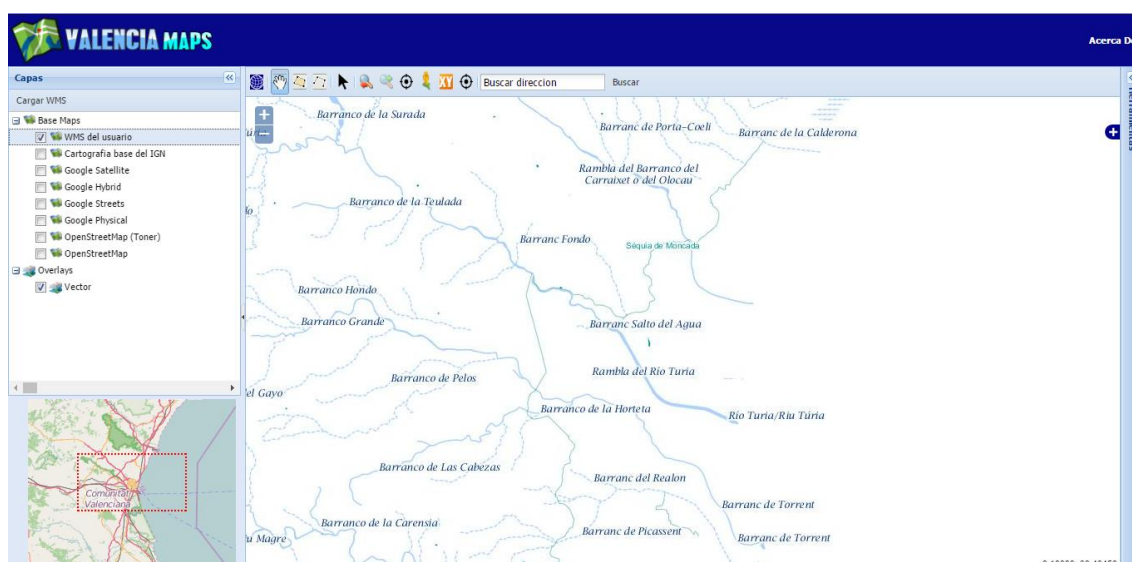 VALENCIA MAPS
Acerca D
Capas
Cargar WMS
Base Maps
WMS del usuario
Cartografia base del IGN
Google Satellite
Google Hybrid
Google Streets
Google Physical
OpenStreetMap (Toner)
OpenStreetMap
Overlays
Vector
Comunitat
Valenciana
XY
Buscar direccion
Buscar
Barranco de la Surada
Barranc de Porta-Coeli
Barranc de la Calderona
Rambla del Barranco del
Carraixet o del Olocau
Barranco de la Teulada
Barranc Fondo
Séquia de Moncada
Barranco Hondo
Barranco Grande
Barranc Salto del Agua
Barranco de Pelos
Rambla del Río Turia
el Gayo
Barranco de la Horteta
Río Turia/Riu Túria
Barranco de Las Cabezas
Barranc del Realon
Barranc de Torrent
Barranco de la Carensia
Barranc de Picassent
Barranc de Torrent
u Magre